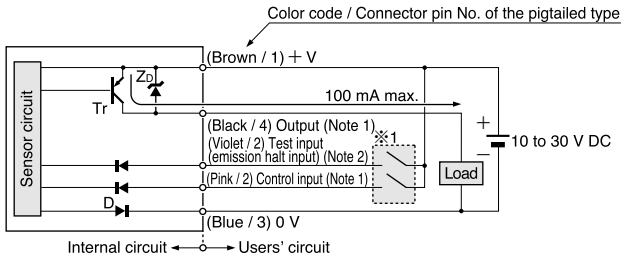 Color code / Connector pin No. of the pigtailed type
(Brown / 1) + V
ZD
Tr
100 mA max.
Sensor circuit
(Black / 4) Output (Note 1)
(Violet / 2) Test input
(emission halt input) (Note 2)
※1
+
10 to 30 V DC
−
Load
(Pink / 2) Control input (Note 1)
D
(Blue / 3) 0 V
Internal circuit
Users' circuit